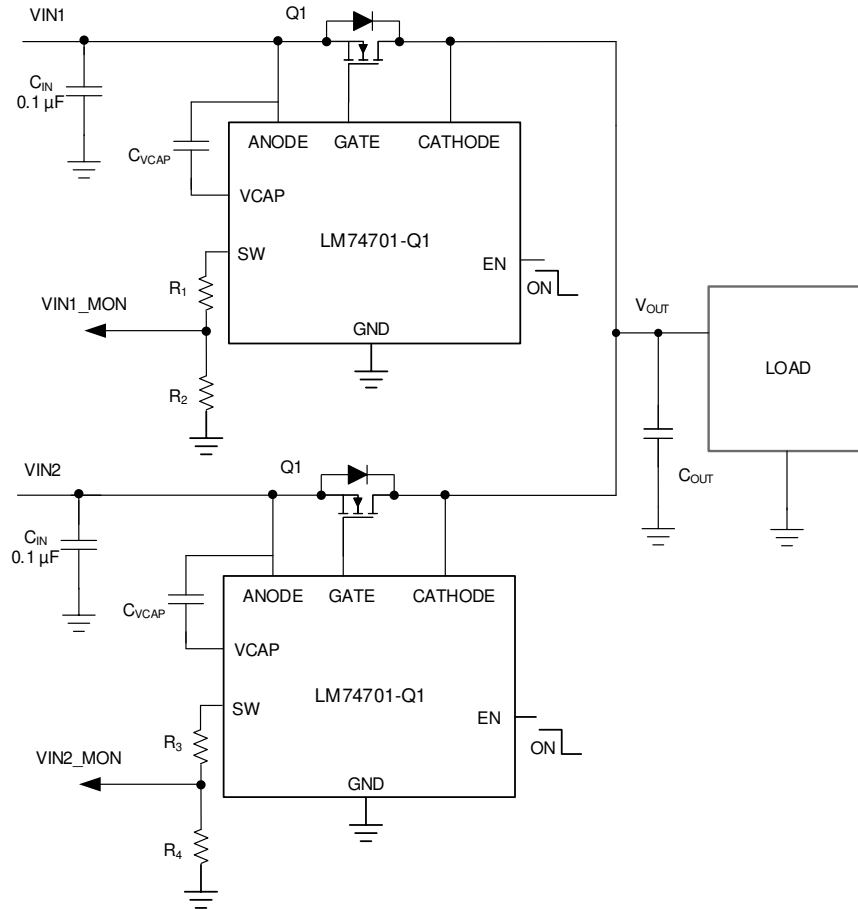 VIN1
Q1
CIN
0.1 µF
CVCAP
ANODE GATE CATHODE
VCAP
LM74701-Q1
SW
EN
ON
R1
VIN1_MON
GND
R2
VOUT
LOAD
COUT
VIN2
Q1
CIN
0.1 µF
CVCAP
ANODE GATE CATHODE
VCAP
LM74701-Q1
SW
EN
ON
R3
VIN2_MON
GND
R4